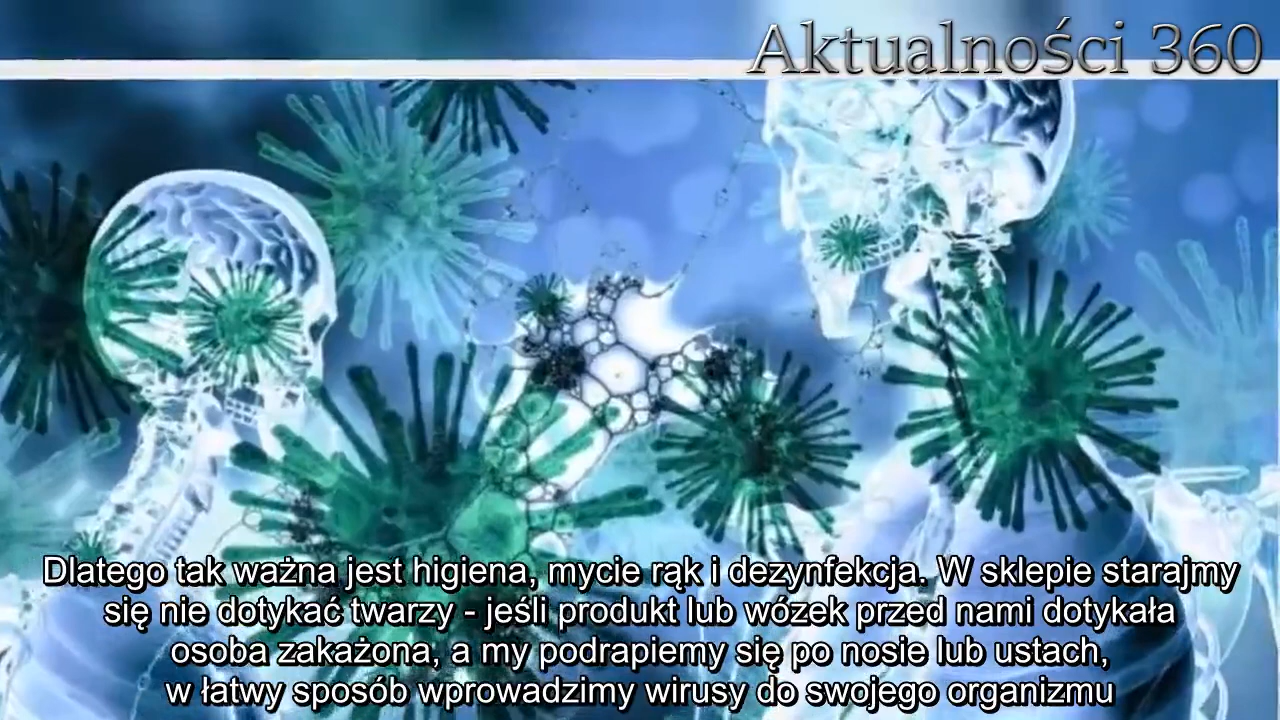 Aktualności 360
Dlatego tak ważna jest higiena, mycie rąk i dezynfekcja. W sklepie starajmy
się nie dotykać twarzy - jeśli produkt lub wózek przed nami dotykała
osoba zakażona, a my podrapiemy się po nosie lub ustach,
w łatwy sposób wprowadzimy wirusy do swojego organizmu